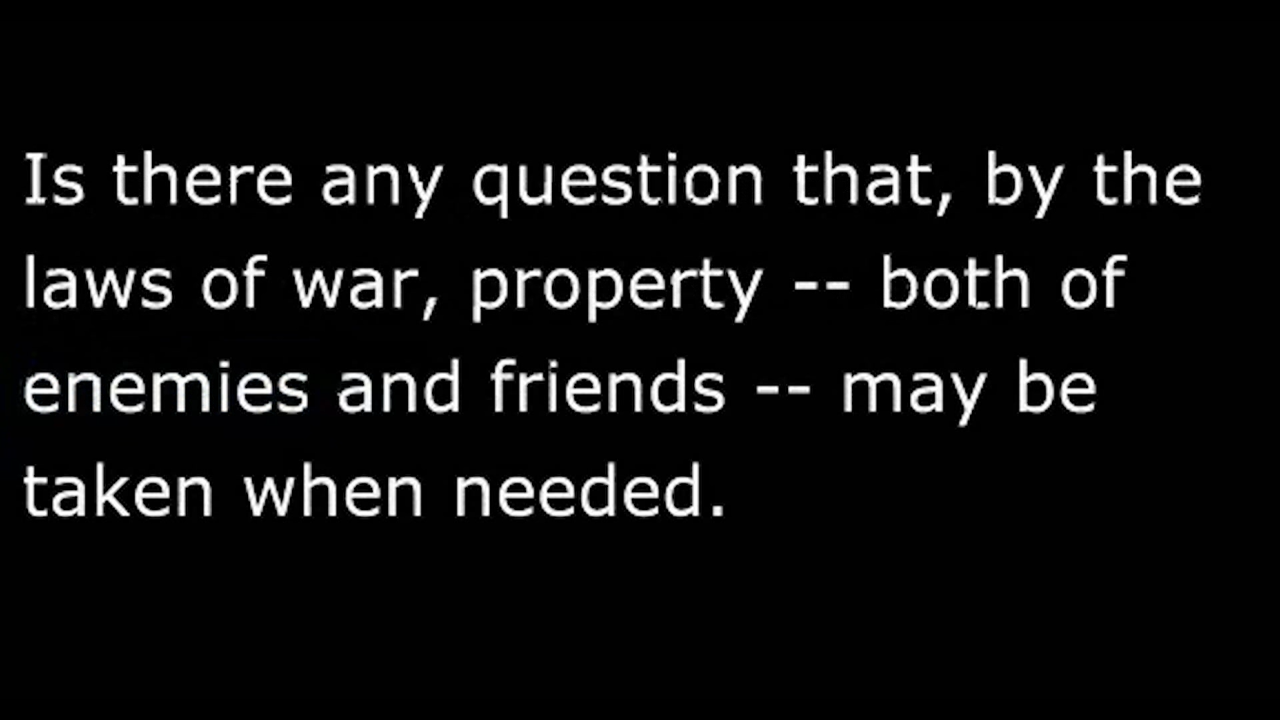 Is there any question that, by the
laws of war, property -- both of
enemies and friends -- may be
taken when needed.